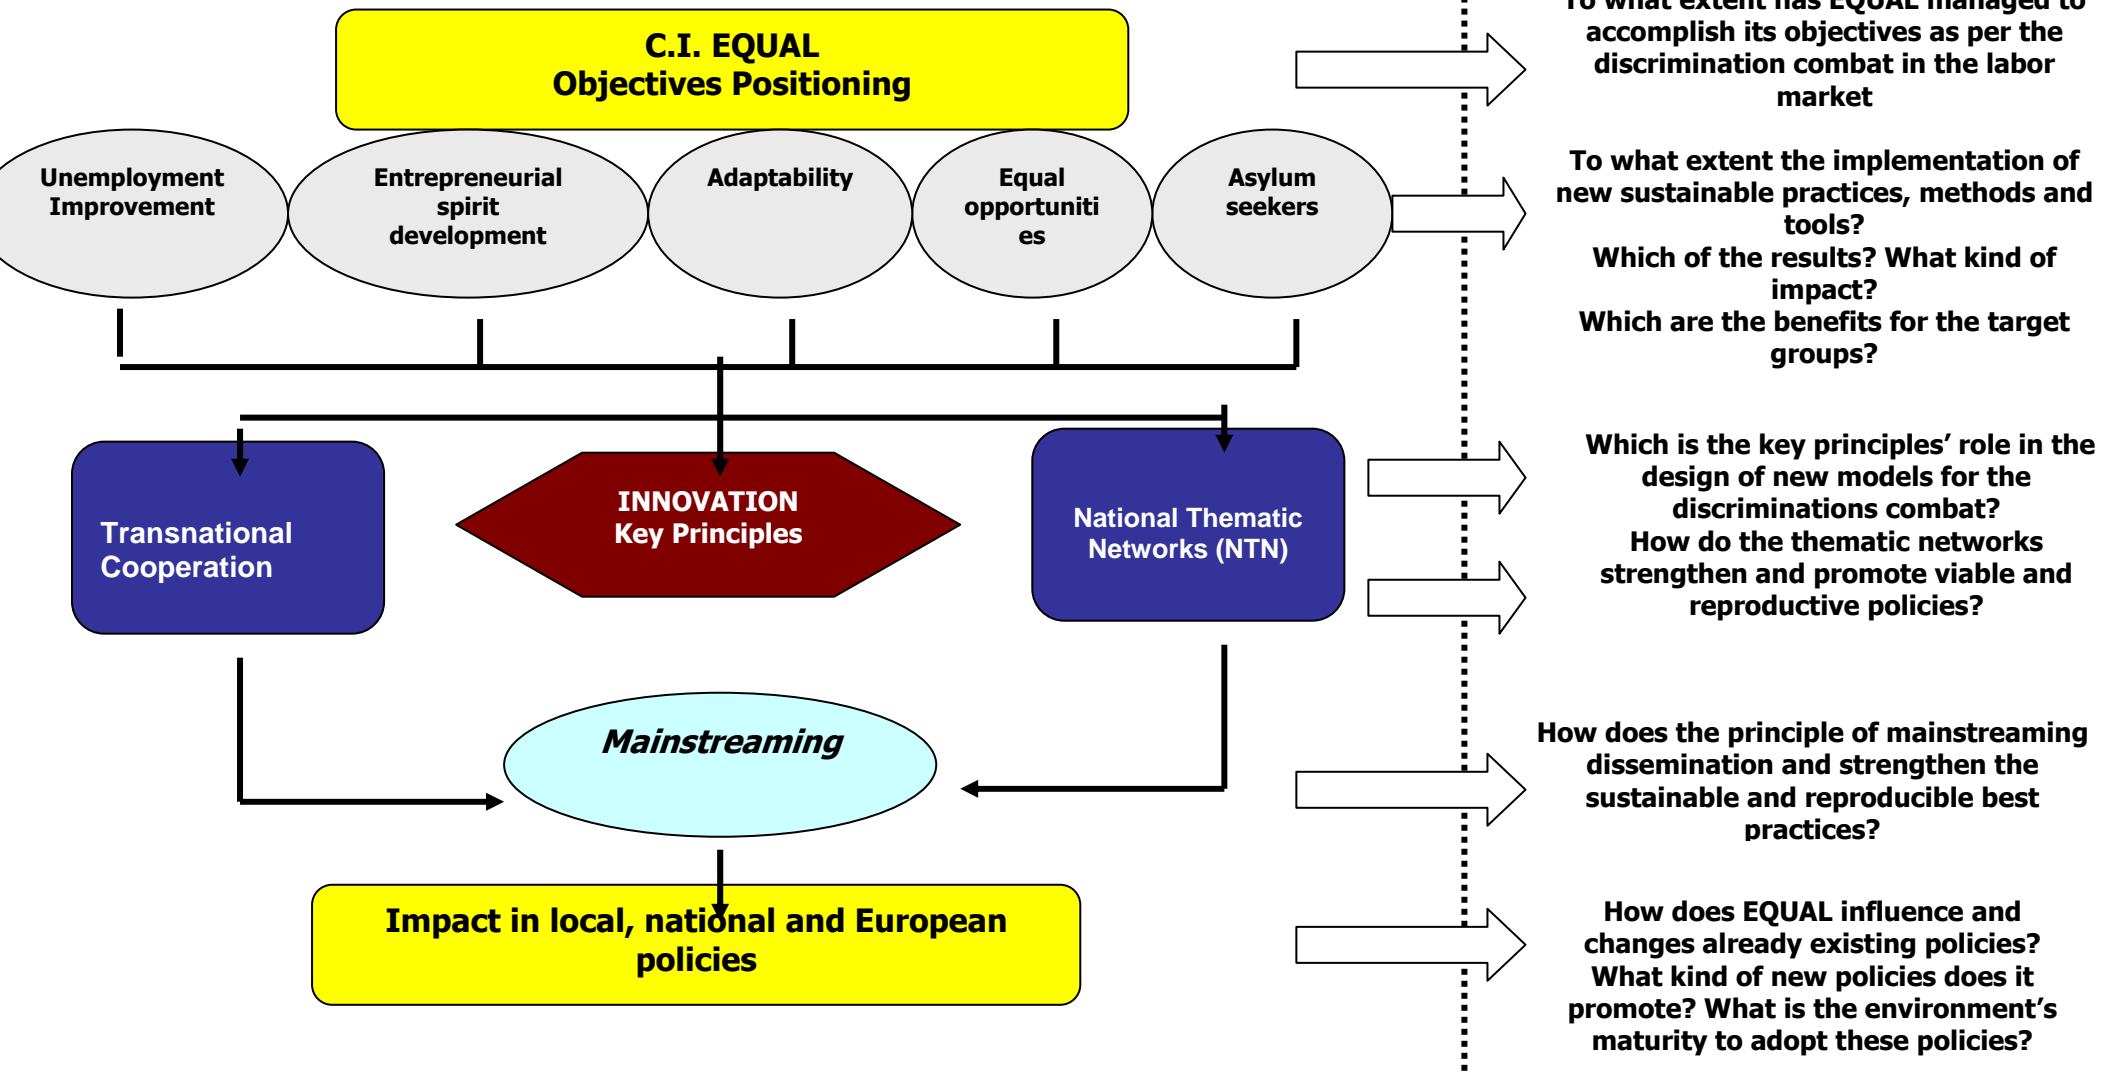 C.I. EQUAL
Objectives Positioning
Unemployment
Improvement
Entrepreneurial
spirit
development
Adaptability
Equal
opportuniti
es
Asylum
seekers
Transnational
Cooperation
INNOVATION
Key Principles
National Thematic
Networks (NTN)
Mainstreaming
Impact in local, national and European
policies
To what extent has EQUAL managed to
accomplish its objectives as per the
discrimination combat in the labor
market
To what extent the implementation of
new sustainable practices, methods and
tools?
Which of the results? What kind of
impact?
Which are the benefits for the target
groups?
Which is the key principles’ role in the
design of new models for the
discriminations combat?
How do the thematic networks
strengthen and promote viable and
reproductive policies?
How does the principle of mainstreaming
dissemination and strengthen the
sustainable and reproducible best
practices?
How does EQUAL influence and
changes already existing policies?
What kind of new policies does it
promote? What is the environment’s
maturity to adopt these policies?